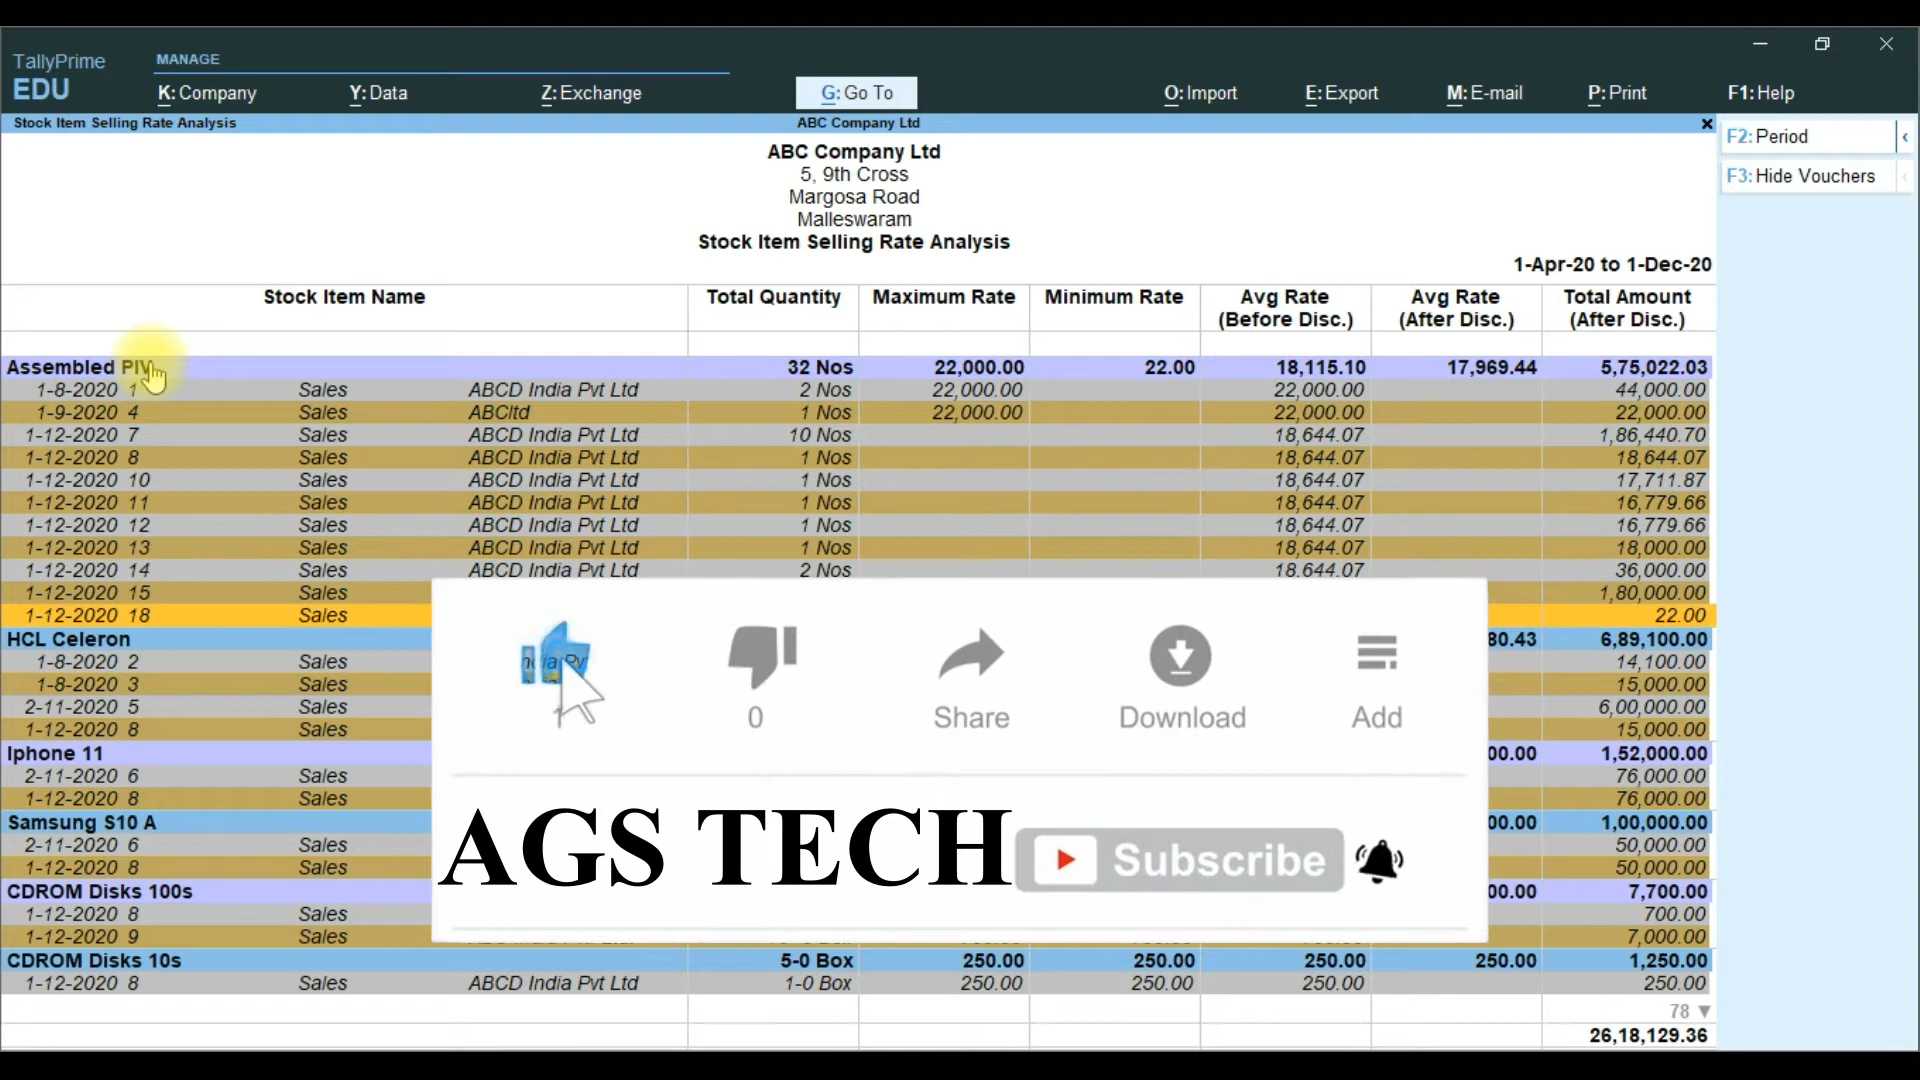 TallyPrime
EDU
MANAGE
K: Company Y: Data Z: Exchange G: Go To O: Import E: Export M: E-mail P: Print F1: Help
Stock Item Selling Rate Analysis ABC Company Ltd
F2: Period
F3: Hide Vouchers
ABC Company Ltd
5, 9th Cross
Margosa Road
Malleswaram
Stock Item Selling Rate Analysis
1-Apr-20 to 1-Dec-20
Stock Item Name Total Quantity Maximum Rate Minimum Rate Avg Rate (Before Disc.) Avg Rate (After Disc.) Total Amount (After Disc.)
Assembled PIV 32 Nos 22,000.00 22.00 18,115.10 17,969.44 5,75,022.03
1-8-2020 1 Sales ABCD India Pvt Ltd 2 Nos 22,000.00 22,000.00 44,000.00
1-9-2020 4 Sales ABCltd 1 Nos 22,000.00 22,000.00 22,000.00
1-12-2020 7 Sales ABCD India Pvt Ltd 10 Nos 18,644.07 1,86,440.70
1-12-2020 8 Sales ABCD India Pvt Ltd 1 Nos 18,644.07 18,644.07
1-12-2020 10 Sales ABCD India Pvt Ltd 1 Nos 18,644.07 17,711.87
1-12-2020 11 Sales ABCD India Pvt Ltd 1 Nos 18,644.07 16,779.66
1-12-2020 12 Sales ABCD India Pvt Ltd 1 Nos 18,644.07 16,779.66
1-12-2020 13 Sales ABCD India Pvt Ltd 1 Nos 18,644.07 18,000.00
1-12-2020 14 Sales ABCD India Pvt Ltd 2 Nos 18,644.07 36,000.00
1-12-2020 15 Sales 1,80,000.00
1-12-2020 18 Sales 22.00
HCL Celeron 80.43 6,89,100.00
1-8-2020 2 Sales 14,100.00
1-8-2020 3 Sales 15,000.00
2-11-2020 5 Sales 6,00,000.00
1-12-2020 8 Sales 15,000.00
Iphone 11 00.00 1,52,000.00
2-11-2020 6 Sales 76,000.00
1-12-2020 8 Sales 76,000.00
Samsung S10 A 00.00 1,00,000.00
2-11-2020 6 Sales 50,000.00
1-12-2020 8 Sales 50,000.00
CDROM Disks 100s 00.00 7,700.00
1-12-2020 8 Sales 700.00
1-12-2020 9 Sales 7,000.00
CDROM Disks 10s 5-0 Box 250.00 250.00 250.00 250.00 1,250.00
1-12-2020 8 Sales ABCD India Pvt Ltd 1-0 Box 250.00 250.00 250.00 250.00
78
26,18,129.36
0 Share Download Add
AGS TECH Subscribe